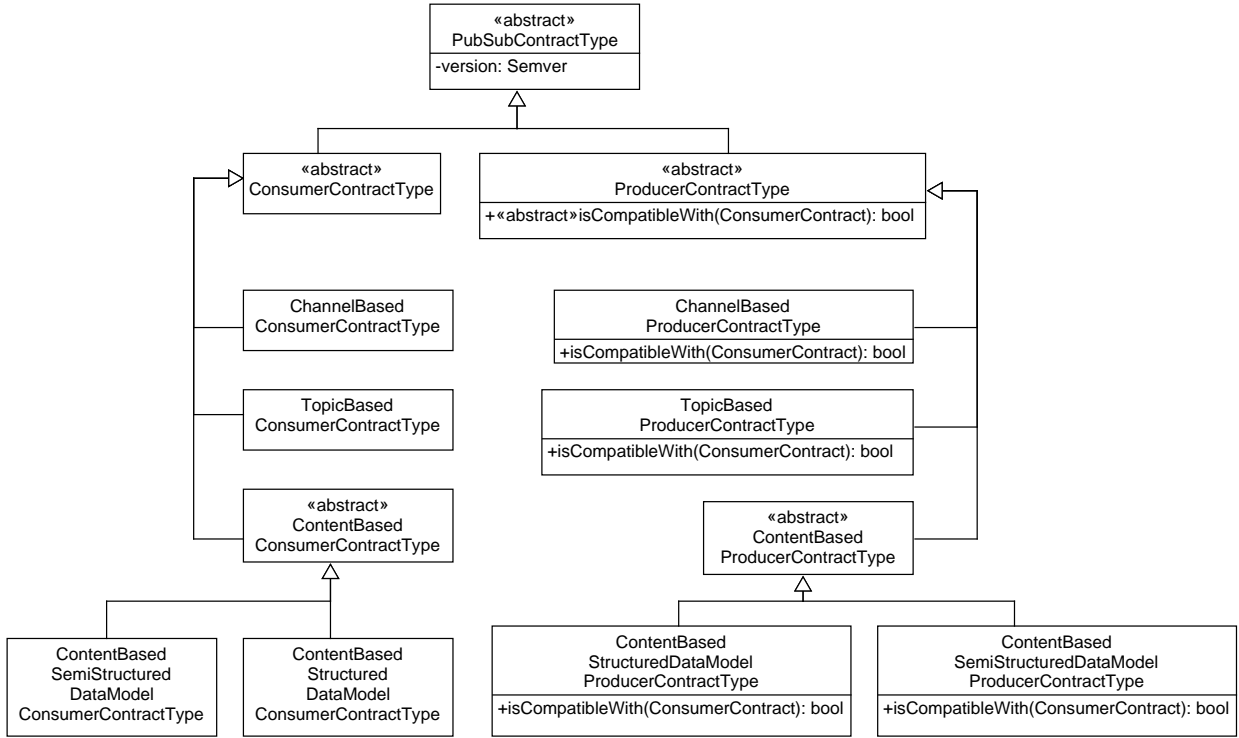 «abstract»
PubSubContractType
-version: Semver
«abstract»
ConsumerContractType
«abstract»
ProducerContractType
+«abstract»isCompatibleWith(ConsumerContract): bool
ChannelBased
ConsumerContractType
ChannelBased
ProducerContractType
+isCompatibleWith(ConsumerContract): bool
TopicBased
ConsumerContractType
TopicBased
ProducerContractType
+isCompatibleWith(ConsumerContract): bool
«abstract»
ContentBased
ConsumerContractType
«abstract»
ContentBased
ProducerContractType
ContentBased
SemiStructured
DataModel
ConsumerContractType
ContentBased
Structured
DataModel
ConsumerContractType
ContentBased
StructuredDataModel
ProducerContractType
+isCompatibleWith(ConsumerContract): bool
ContentBased
SemiStructuredDataModel
ProducerContractType
+isCompatibleWith(ConsumerContract): bool